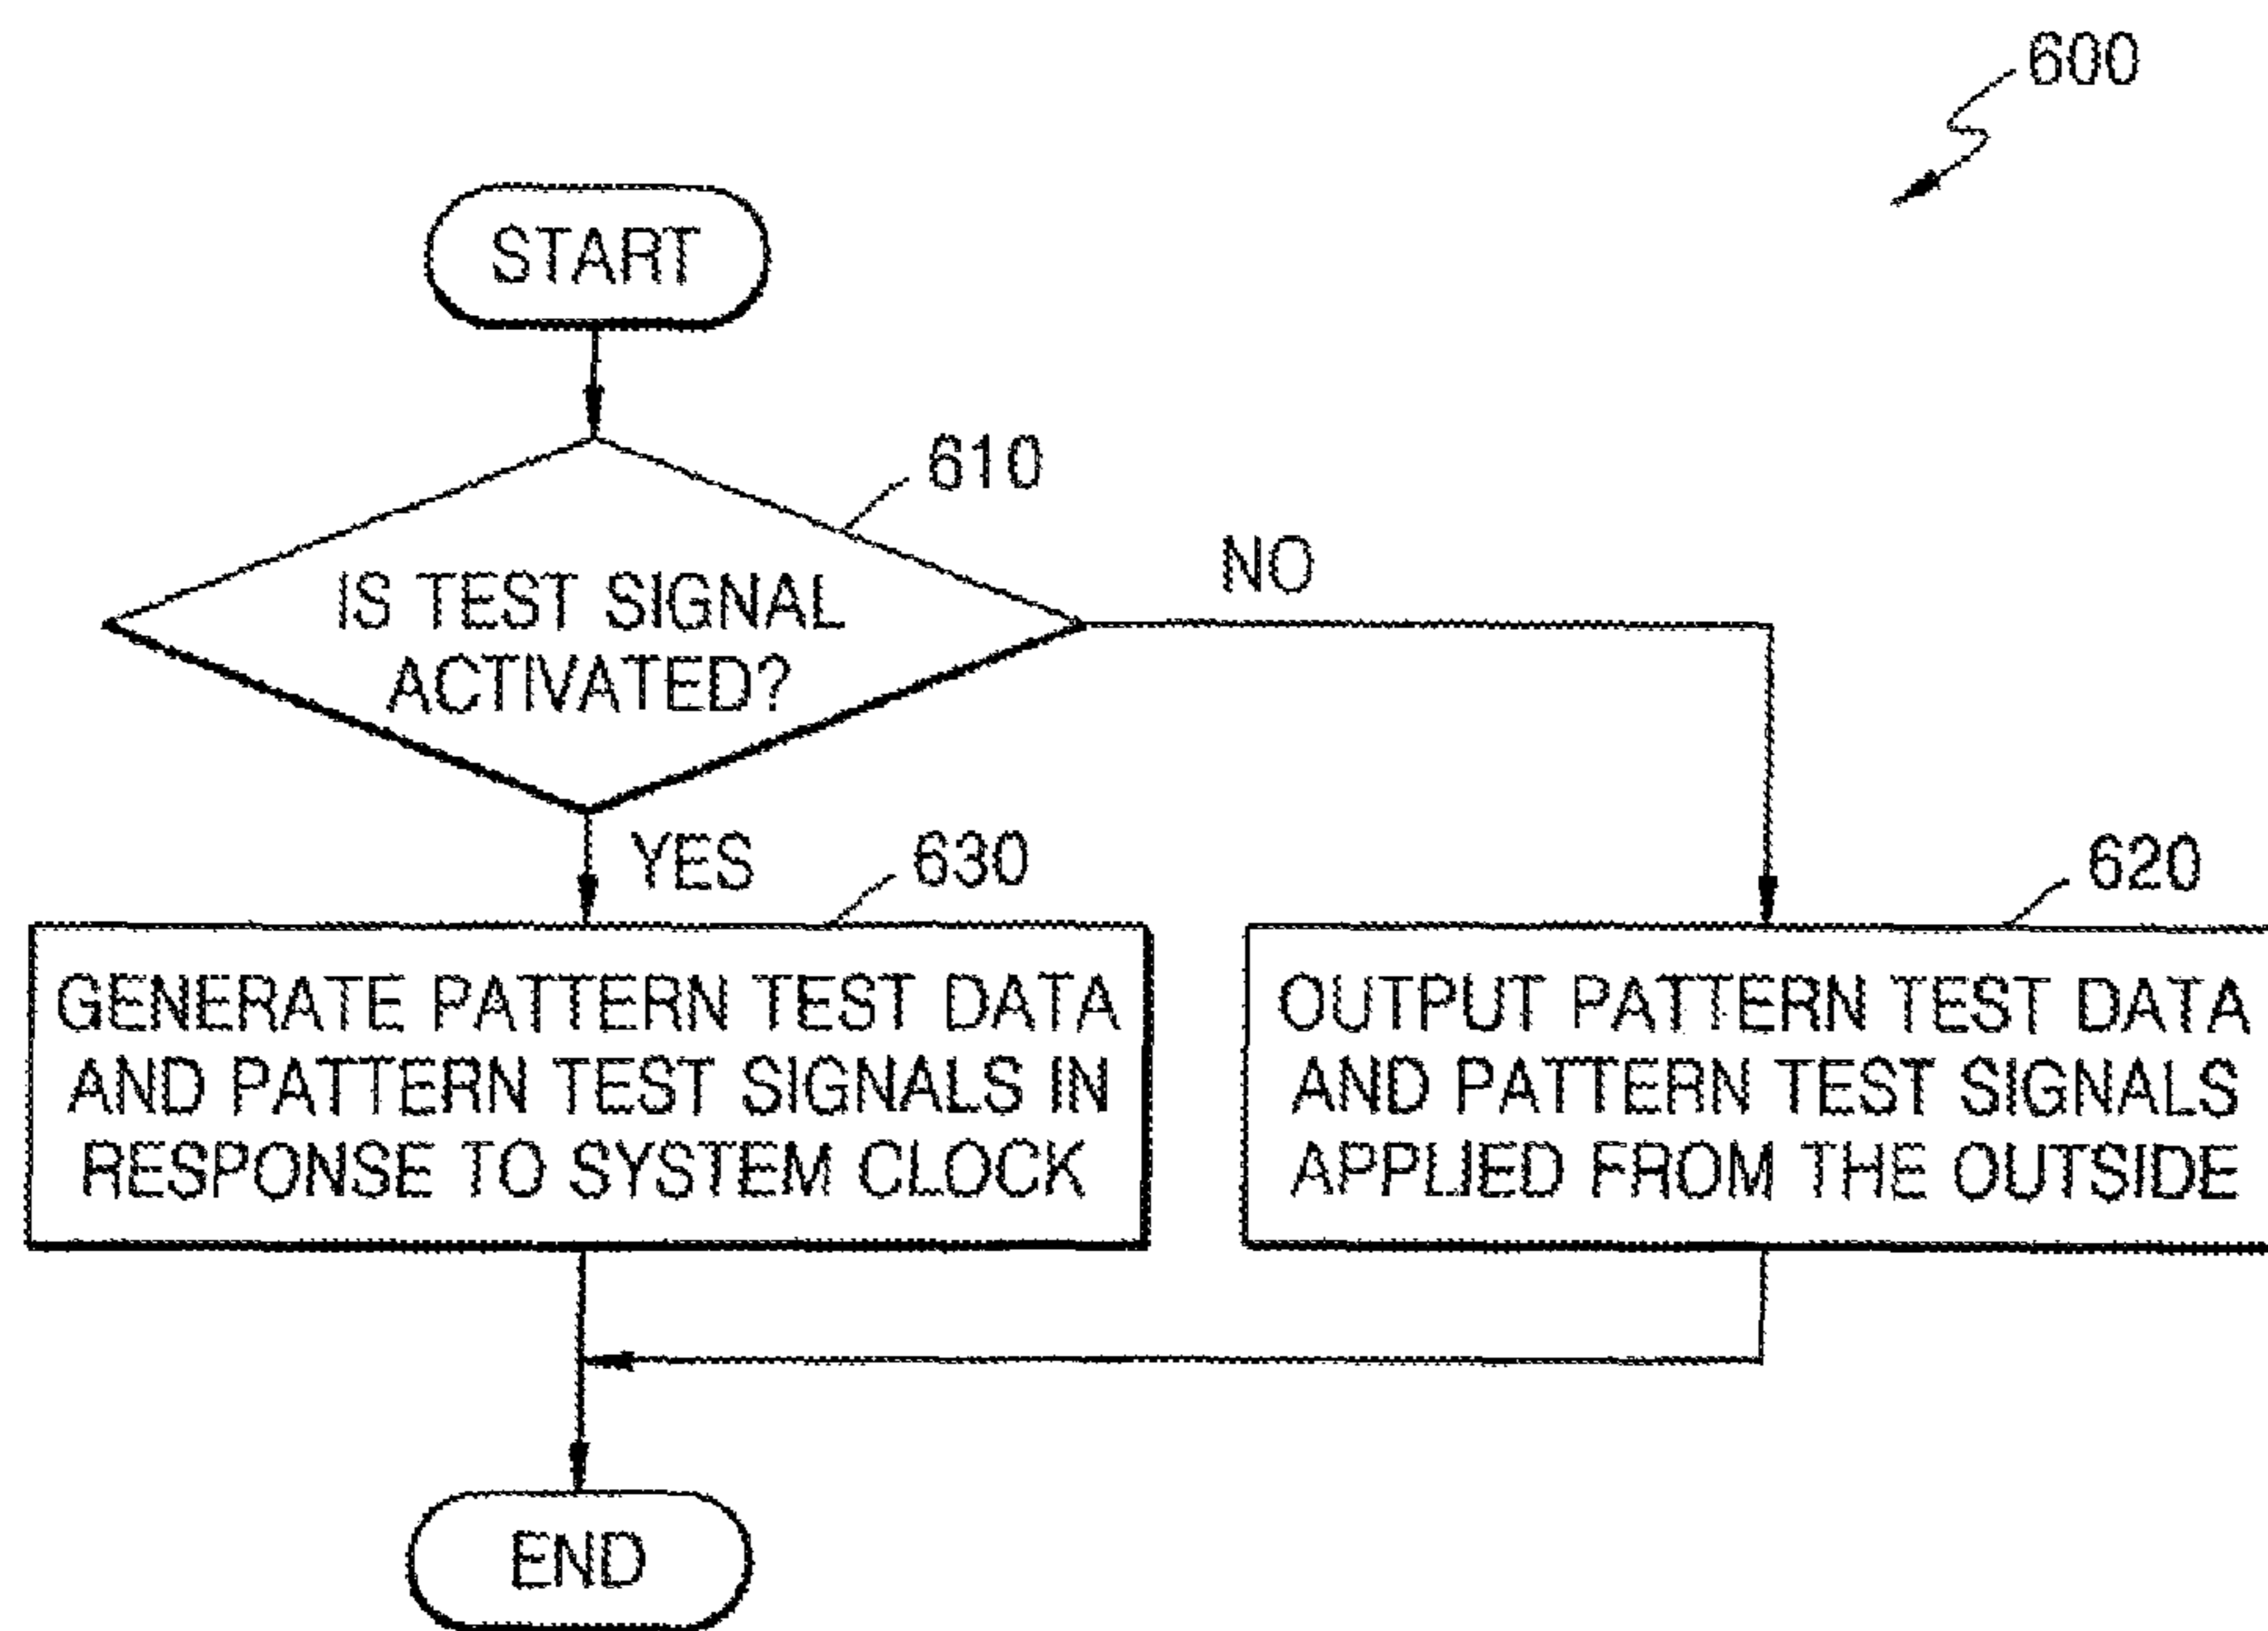 600
START
610
IS TEST SIGNAL
ACTIVATED?
NO
YES
630
GENERATE PATTERN TEST DATA
AND PATTERN TEST SIGNALS IN
RESPONSE TO SYSTEM CLOCK
620
OUTPUT PATTERN TEST DATA
AND PATTERN TEST SIGNALS
APPLIED FROM THE OUTSIDE
END